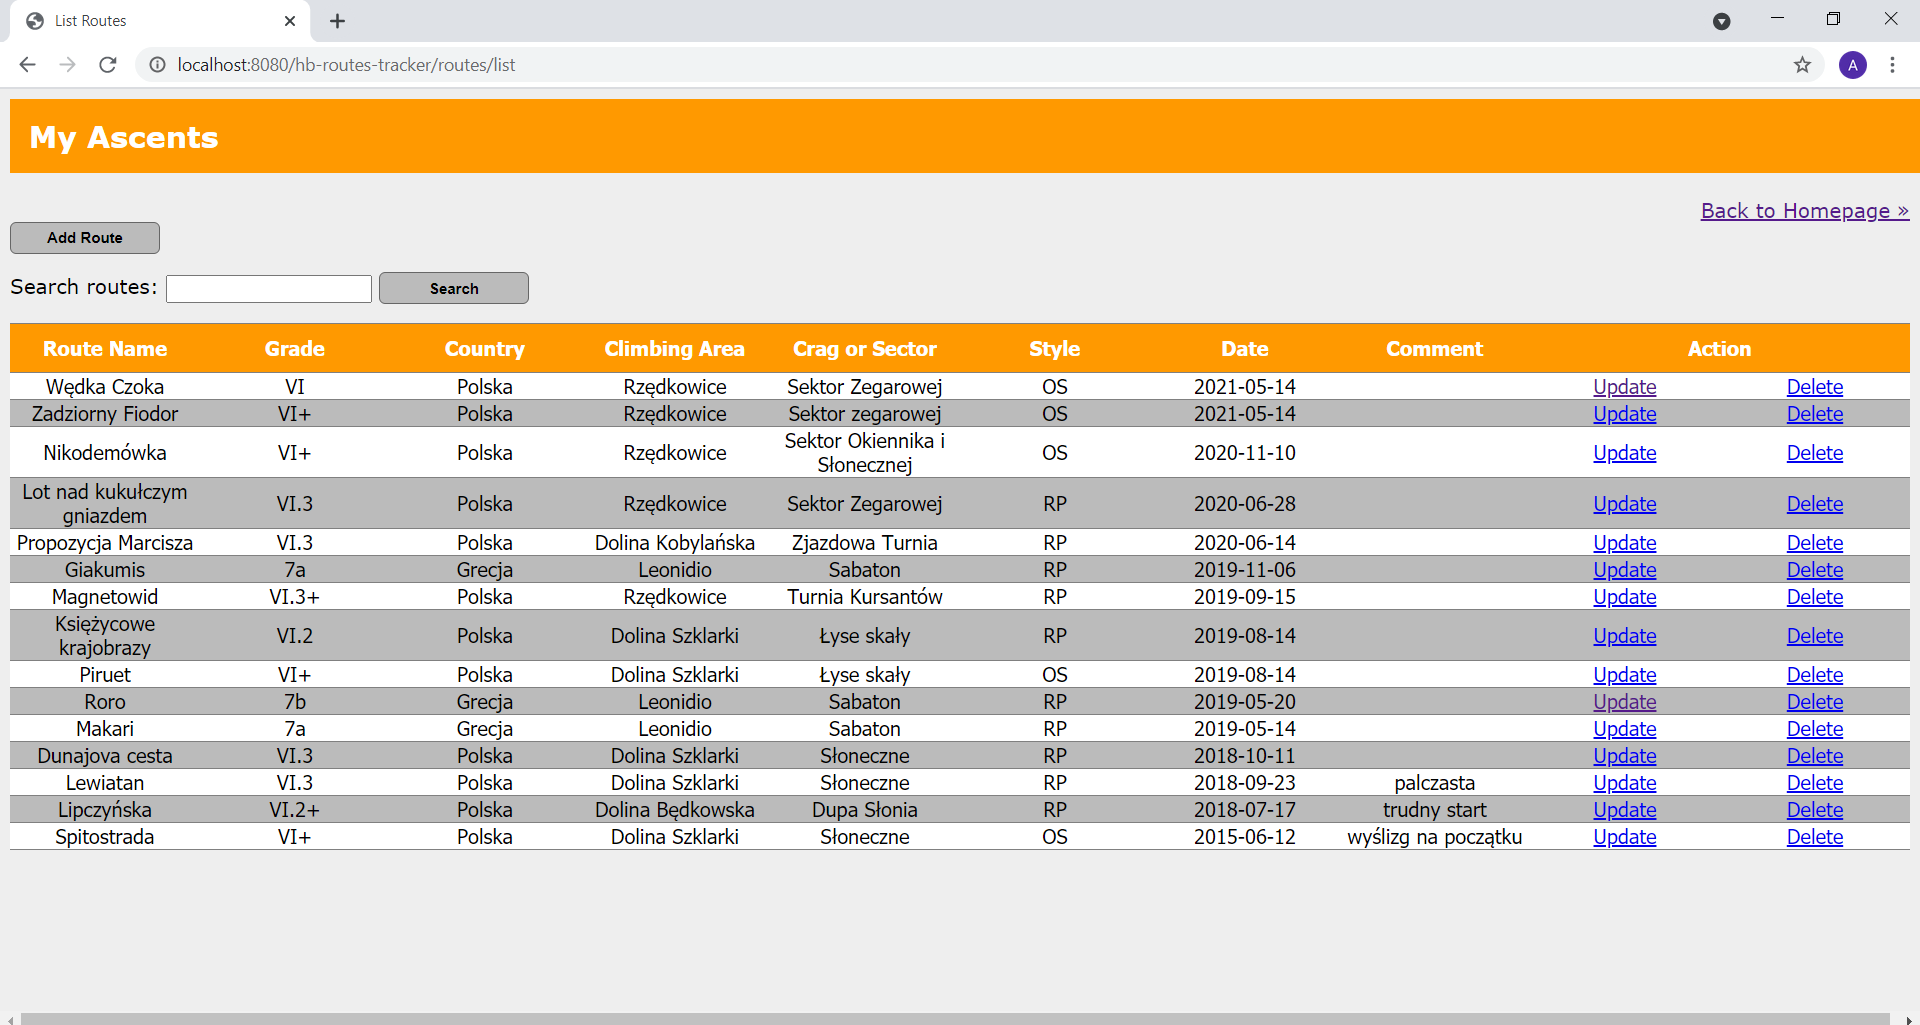 List Routes
localhost:8080/hb-routes-tracker/routes/list
A
My Ascents
Back to Homepage »
Add Route
Search routes:
Search
Route Name Grade Country Climbing Area Crag or Sector Style Date Comment Action
Wędka Czoka VI Polska Rzędkowice Sektor Zegarowej OS 2021-05-14 Update Delete
Zadziorny Fiodor VI+ Polska Rzędkowice Sektor zegarowej OS 2021-05-14 Update Delete
Nikodemówka VI+ Polska Rzędkowice Sektor Okiennika i
Słonecznej OS 2020-11-10 Update Delete
Lot nad kukułczym
gniazdem VI.3 Polska Rzędkowice Sektor Zegarowej RP 2020-06-28 Update Delete
Propozycja Marcisza VI.3 Polska Dolina Kobylańska Zjazdowa Turnia RP 2020-06-14 Update Delete
Giakumis 7a Grecja Leonidio Sabaton RP 2019-11-06 Update Delete
Magnetowid VI.3+ Polska Rzędkowice Turnia Kursantów RP 2019-09-15 Update Delete
Księżycowe
krajobrazy VI.2 Polska Dolina Szklarki Łyse skały RP 2019-08-14 Update Delete
Piruet VI+ Polska Dolina Szklarki Łyse skały OS 2019-08-14 Update Delete
Roro 7b Grecja Leonidio Sabaton RP 2019-05-20 Update Delete
Makari 7a Grecja Leonidio Sabaton RP 2019-05-14 Update Delete
Dunajova cesta VI.3 Polska Dolina Szklarki Słoneczne RP 2018-10-11 Update Delete
Lewiatan VI.3 Polska Dolina Szklarki Słoneczne RP 2018-09-23 palczasta Update Delete
Lipczyńska VI.2+ Polska Dolina Będkowska Dupa Słonia RP 2018-07-17 trudny start Update Delete
Spitostrada VI+ Polska Dolina Szklarki Słoneczne OS 2015-06-12 wyślizg na początku Update Delete